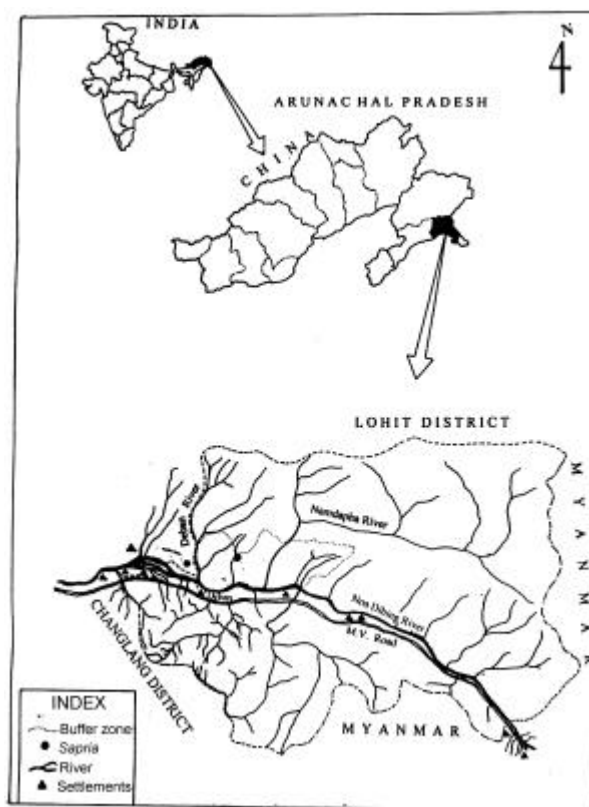 INDIA
N
ARUNACHAL PRADESH
CHINA
LOHIT DISTRICT
MYANMAR
Namdapha River
Deban River
Noa Dihing River
M.V. Road
CHANGLANG DISTRICT
MYANMAR
INDEX
Buffer zone
Sapria
River
Settlements